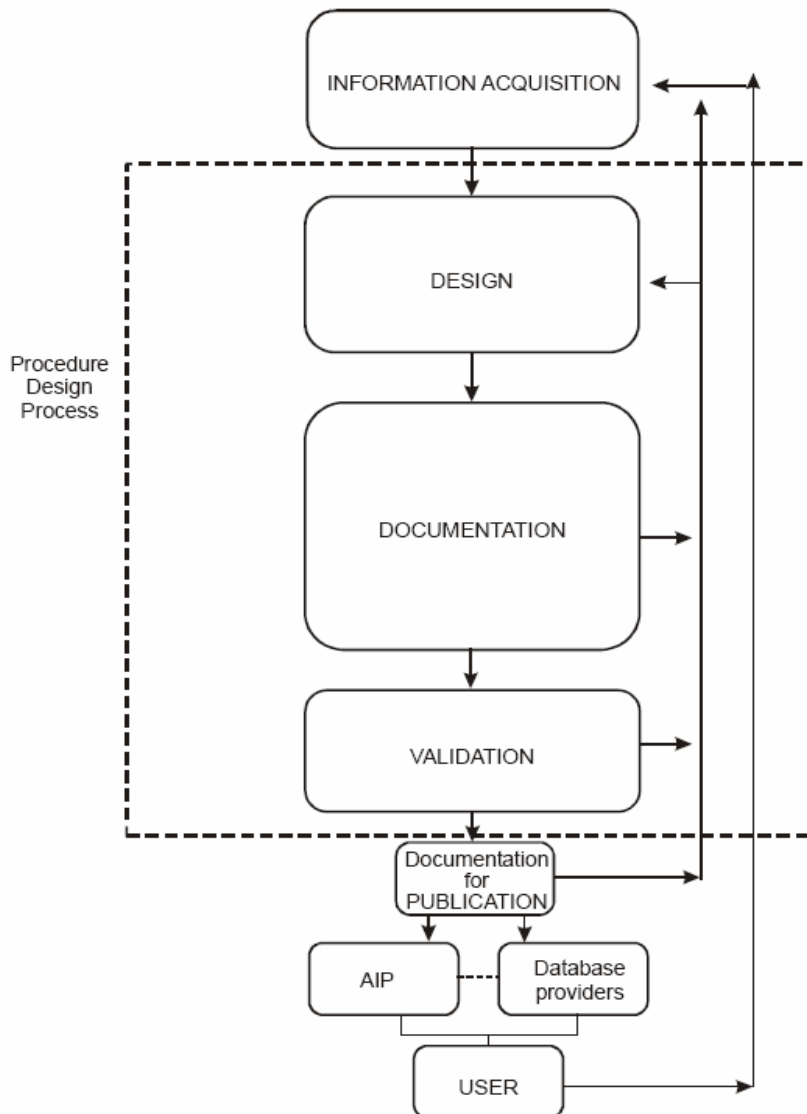 INFORMATION ACQUISITION
DESIGN
Procedure
Design
Process
DOCUMENTATION
VALIDATION
Documentation
for
PUBLICATION
AIP
Database
providers
USER